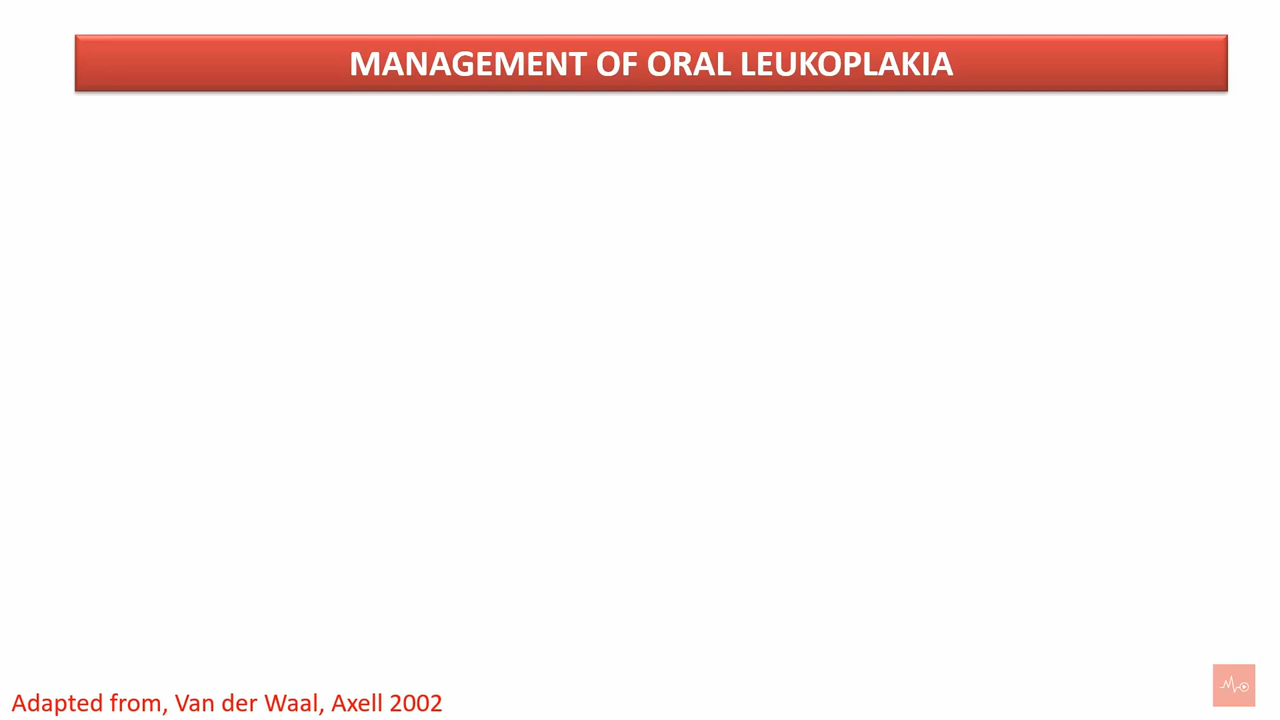 MANAGEMENT OF ORAL LEUKOPLAKIA
Adapted from, Van der Waal, Axell 2002